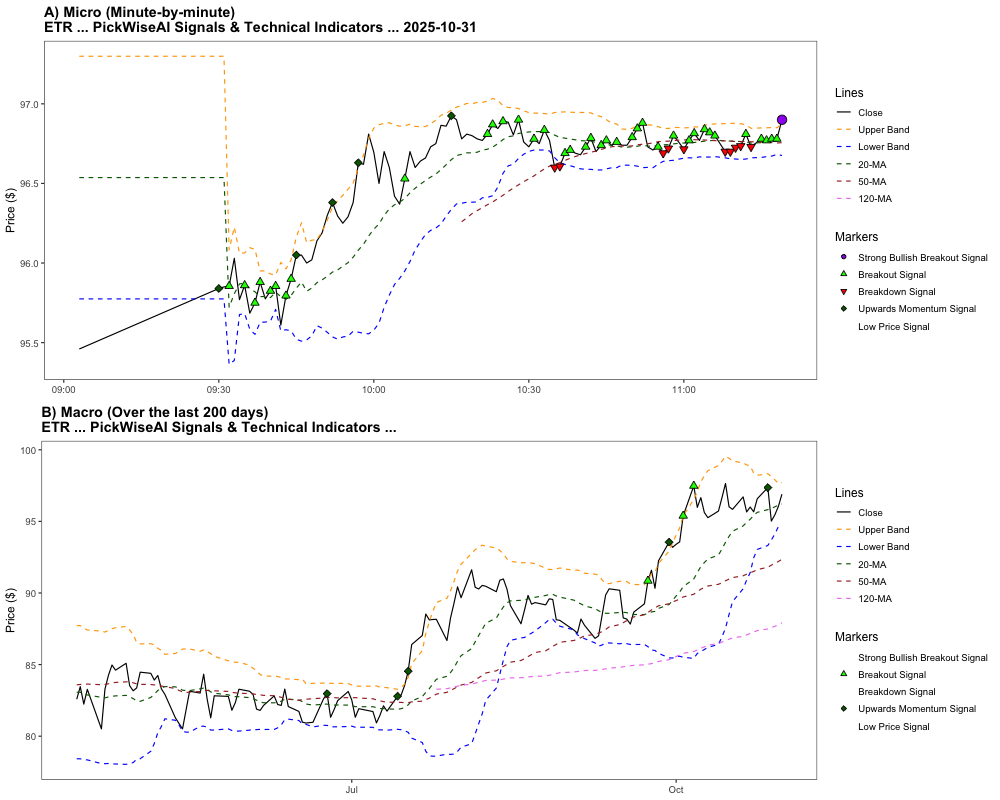 A) Micro (Minute-by-minute)
ETR ... PickWiseAI Signals & Technical Indicators ... 2025-10-31
Price ($)
97.0
96.5
96.0
95.5
09:00
09:30
10:00
10:30
11:00
Lines
Close
Upper Band
Lower Band
20-MA
50-MA
120-MA
Markers
Strong Bullish Breakout Signal
Breakout Signal
Breakdown Signal
Upwards Momentum Signal
Low Price Signal
B) Macro (Over the last 200 days)
ETR ... PickWiseAI Signals & Technical Indicators ...
Price ($)
100
95
90
85
80
Jul
Oct
Lines
Close
Upper Band
Lower Band
20-MA
50-MA
120-MA
Markers
Strong Bullish Breakout Signal
Breakout Signal
Breakdown Signal
Upwards Momentum Signal
Low Price Signal